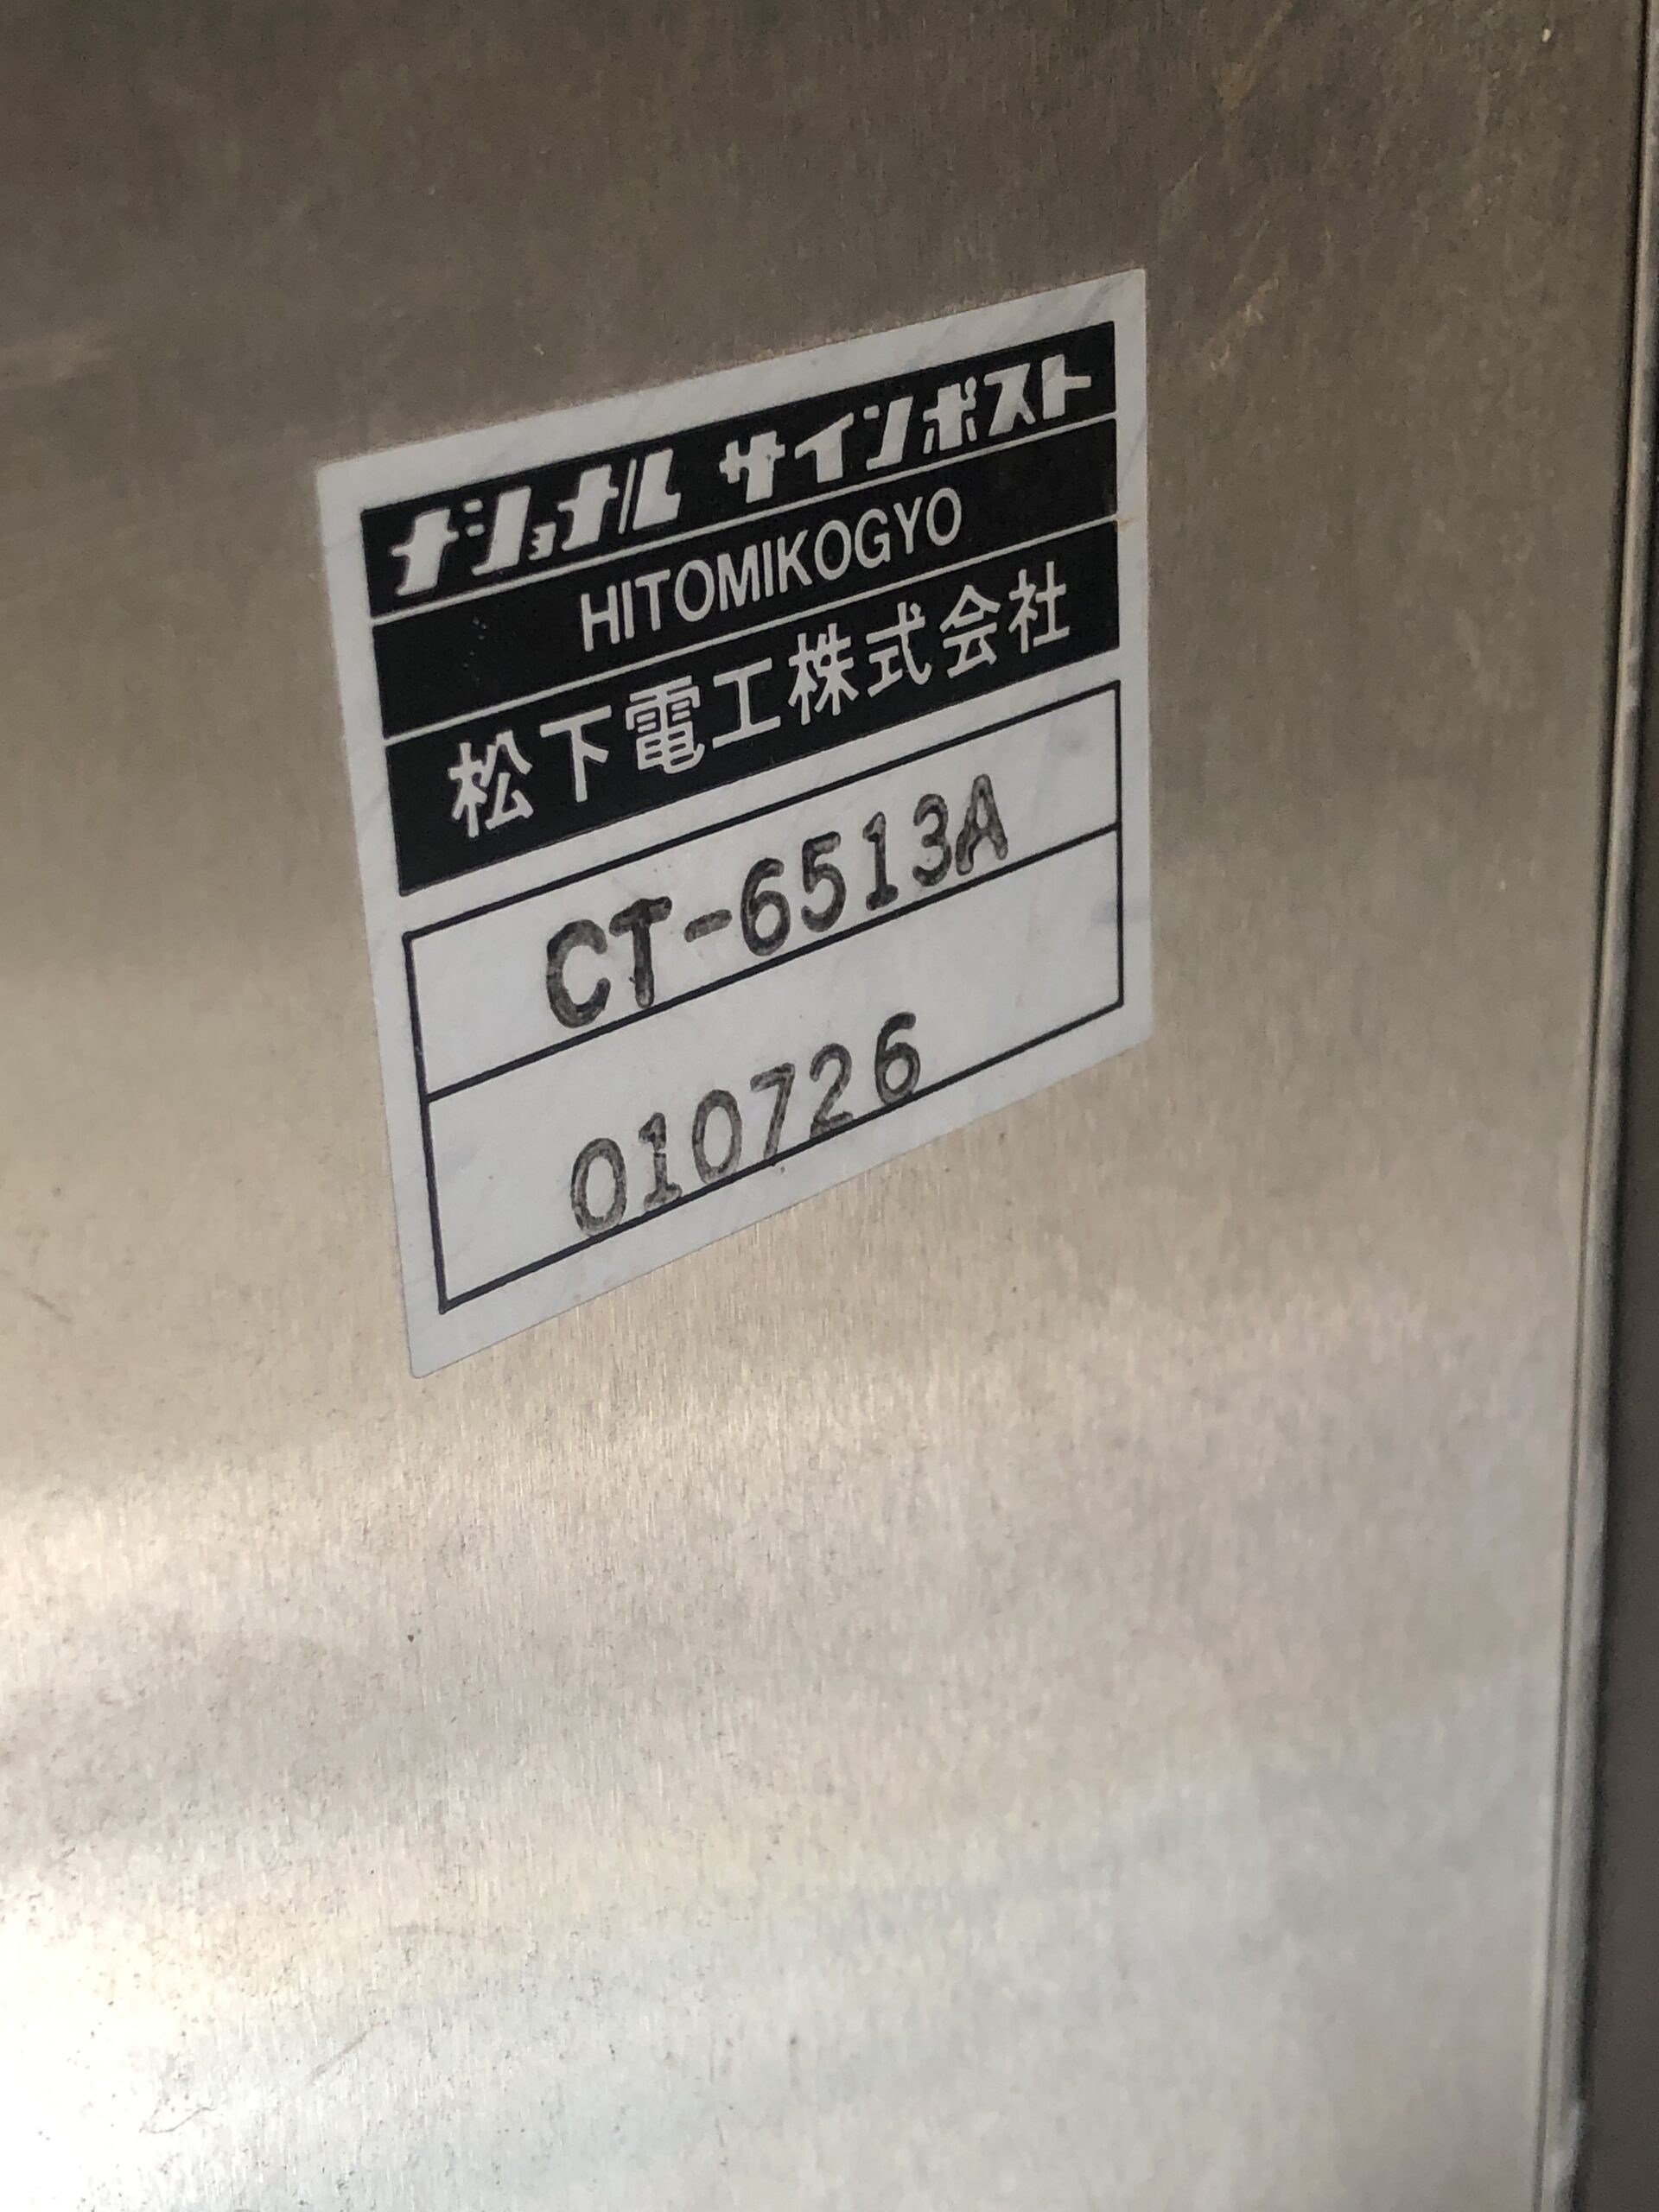 ナショナル サインポスト
HITOMIKOGYO
松下電工株式会社
CT-6513A
010726